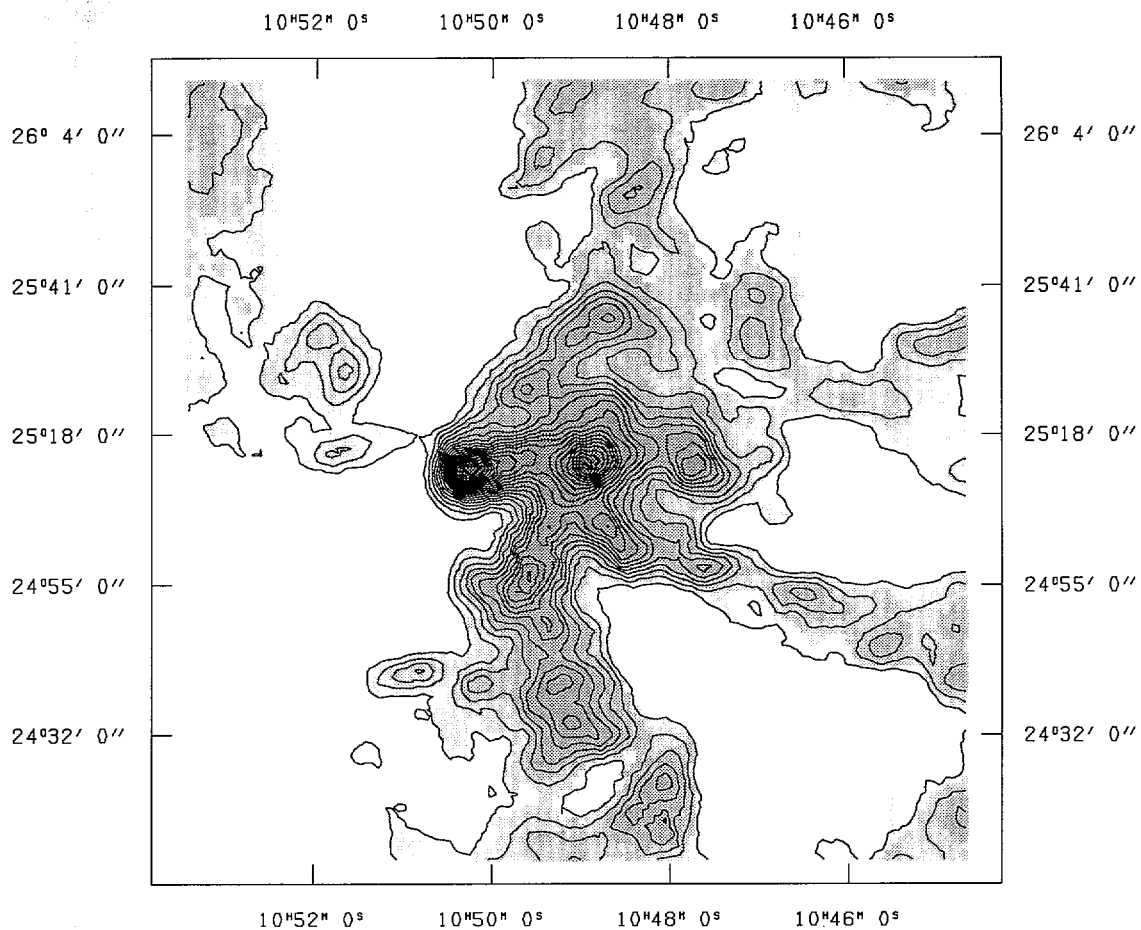 10ᴴ52ᴹ 0ˢ 10ᴴ50ᴹ 0ˢ 10ᴴ48ᴹ 0ˢ 10ᴴ46ᴹ 0ˢ
26° 4′ 0″ 26° 4′ 0″
25°41′ 0″ 25°41′ 0″
25°18′ 0″ 25°18′ 0″
24°55′ 0″ 24°55′ 0″
24°32′ 0″ 24°32′ 0″
10ᴴ52ᴹ 0ˢ 10ᴴ50ᴹ 0ˢ 10ᴴ48ᴹ 0ˢ 10ᴴ46ᴹ 0ˢ